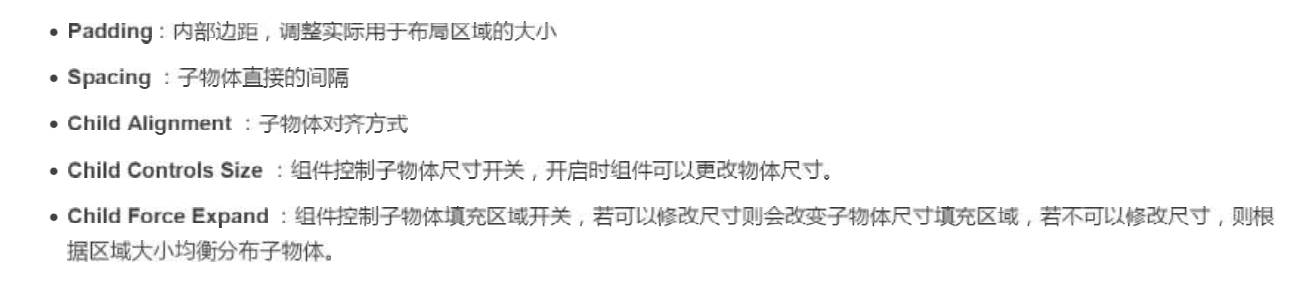 • Padding：内部边距，调整实际用于布局区域的大小
• Spacing ：子物体直接的间隔
• Child Alignment ：子物体对齐方式
• Child Controls Size ：组件控制子物体尺寸开关，开启时组件可以更改物体尺寸。
• Child Force Expand ：组件控制子物体填充区域开关，若可以修改尺寸则会改变子物体尺寸填充区域，若不可以修改尺寸，则根
据区域大小均衡分布子物体。